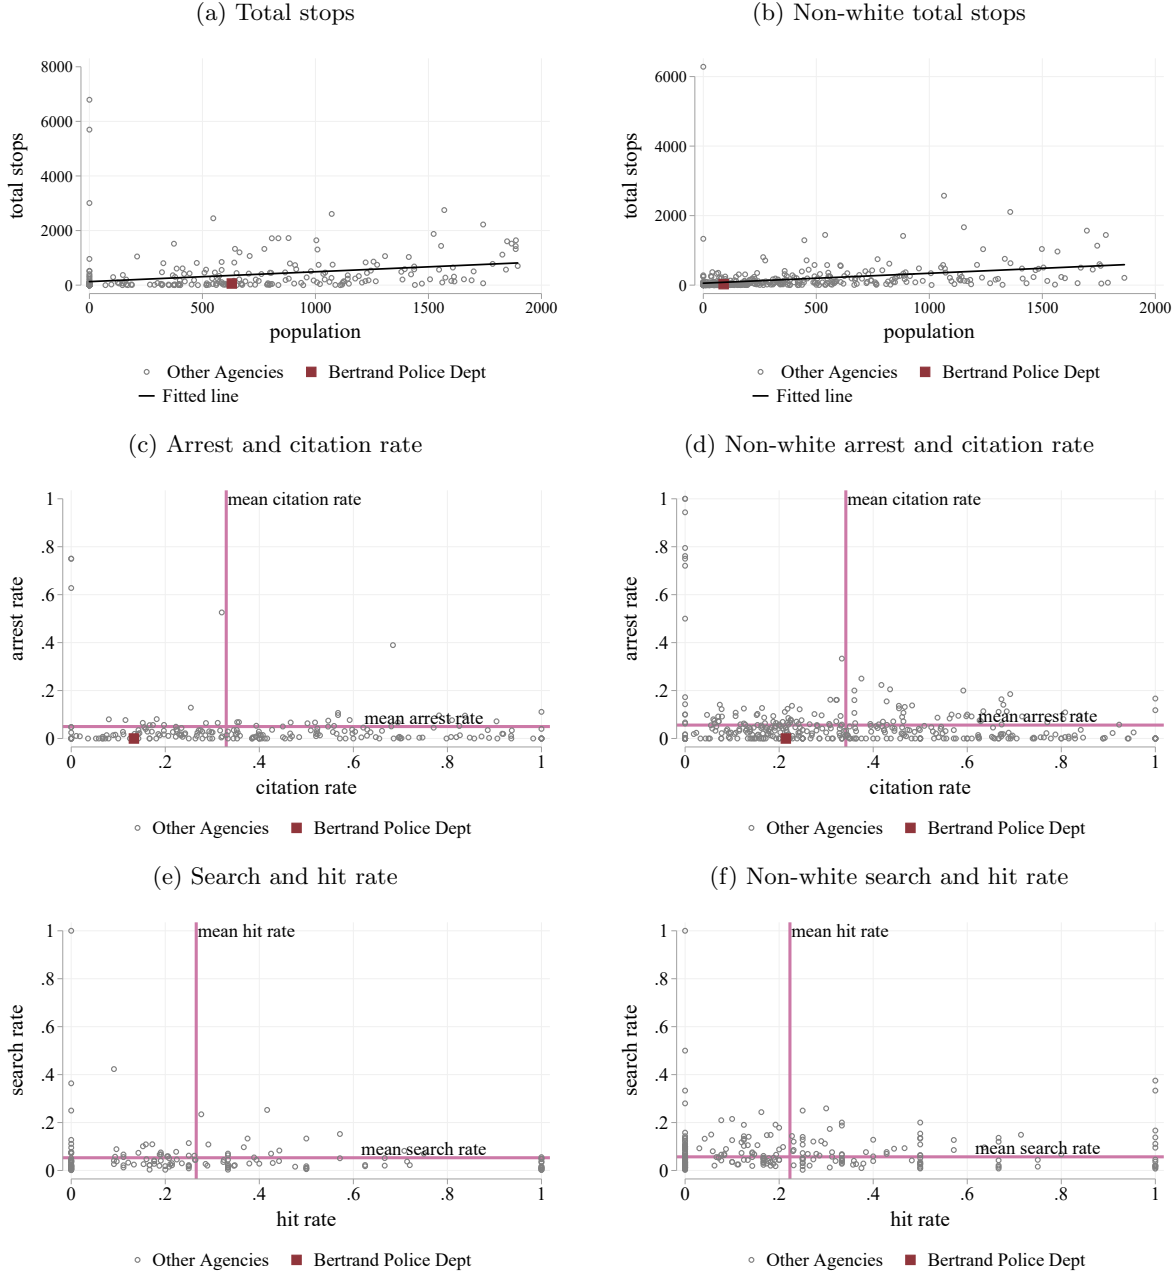 (a) Total stops
(b) Non-white total stops
total stops
8000
6000
4000
2000
0
0 500 1000 1500 2000
population
○ Other Agencies ■ Bertrand Police Dept
— Fitted line
total stops
6000
4000
2000
0
0 500 1000 1500 2000
population
○ Other Agencies ■ Bertrand Police Dept
— Fitted line
(c) Arrest and citation rate
(d) Non-white arrest and citation rate
arrest rate
1
.8
.6
.4
.2
0
mean citation rate
mean arrest rate
0 .2 .4 .6 .8 1
citation rate
○ Other Agencies ■ Bertrand Police Dept
arrest rate
1
.8
.6
.4
.2
0
mean citation rate
mean arrest rate
0 .2 .4 .6 .8 1
citation rate
○ Other Agencies ■ Bertrand Police Dept
(e) Search and hit rate
(f) Non-white search and hit rate
search rate
1
.8
.6
.4
.2
0
mean hit rate
mean search rate
0 .2 .4 .6 .8 1
hit rate
○ Other Agencies ■ Bertrand Police Dept
search rate
1
.8
.6
.4
.2
0
mean hit rate
mean search rate
0 .2 .4 .6 .8 1
hit rate
○ Other Agencies ■ Bertrand Police Dept